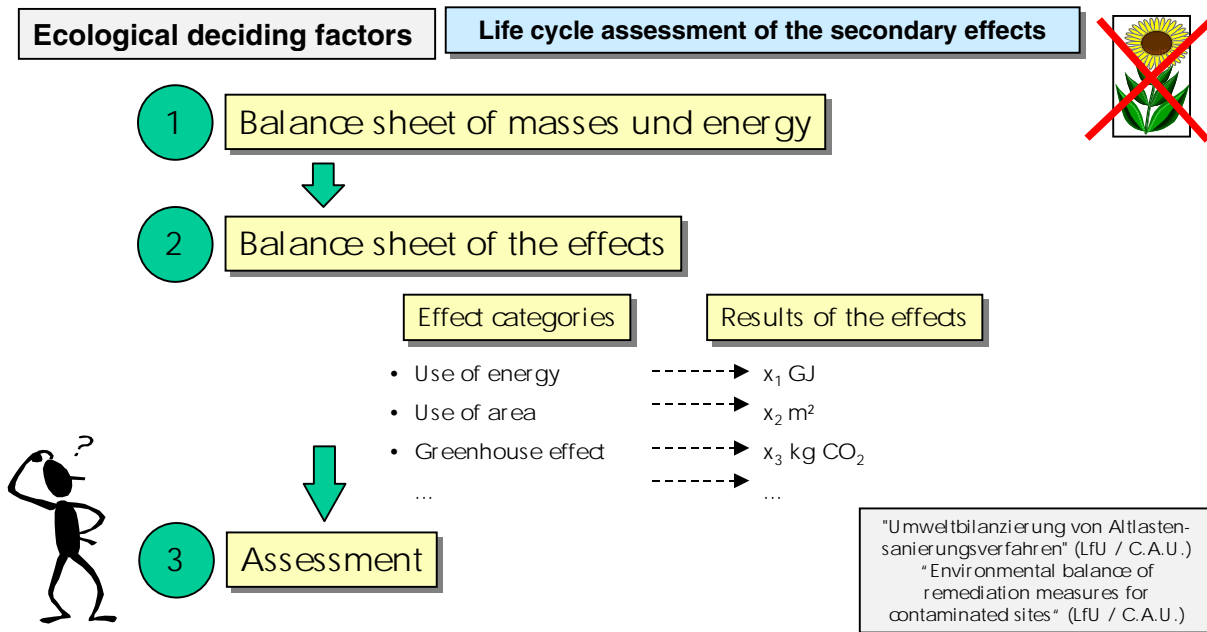 Ecological deciding factors
Life cycle assessment of the secondary effects
1
Balance sheet of masses und energy
2
Balance sheet of the effects
Effect categories
Results of the effects
• Use of energy
x₁ GJ
• Use of area
x₂ m²
• Greenhouse effect
x₃ kg CO₂
...
...
?
3
Assessment
"Umweltbilanzierung von Altlasten-
sanierungsverfahren" (LfU / C.A.U.)
"Environmental balance of
remediation measures for
contaminated sites" (LfU / C.A.U.)